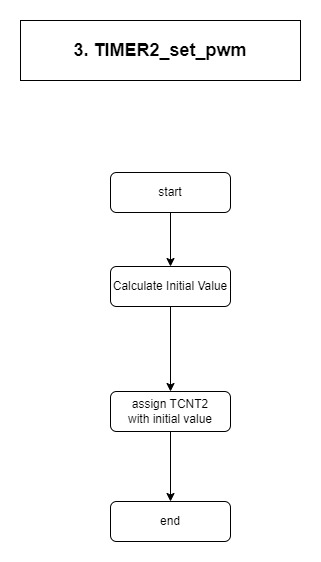 3. TIMER2_set_pwm
start
Calculate Initial Value
assign TCNT2
with initial value
end